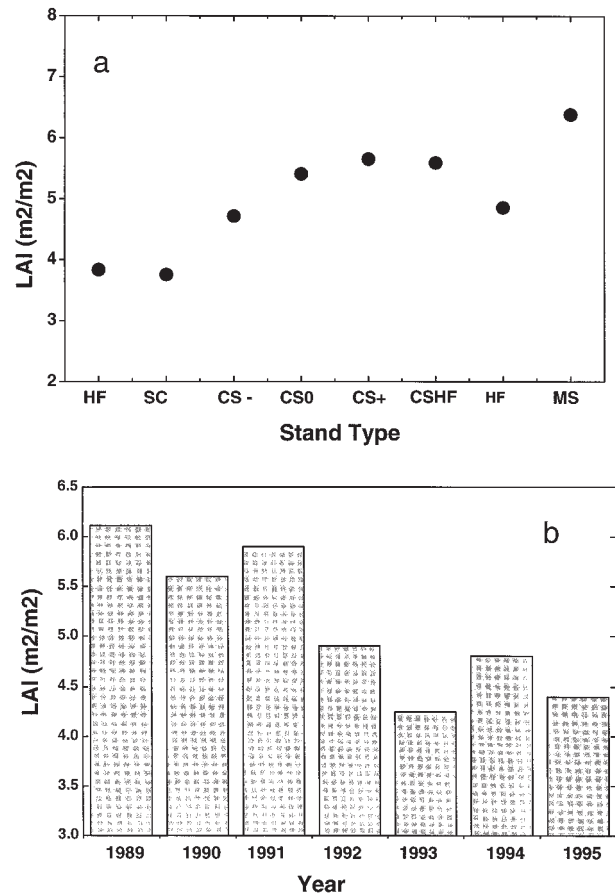 8
a
7
6
5
4
3
2
LAI (m2/m2)
HF SC CS - CS0 CS+ CSHF HF MS
Stand Type
6.5
b
6.0
5.5
5.0
4.5
4.0
3.5
3.0
LAI (m2/m2)
1989 1990 1991 1992 1993 1994 1995
Year